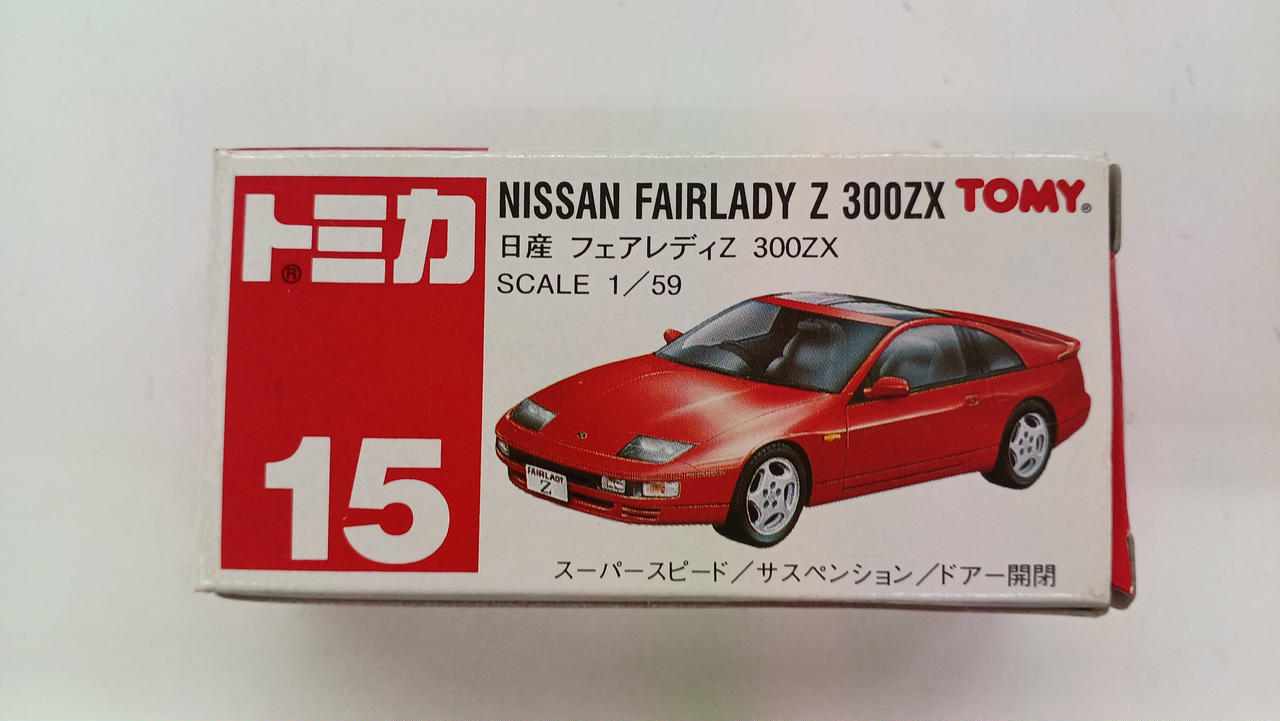 トミカ
®
15
NISSAN FAIRLADY Z 300ZX TOMY®
日産 フェアレディZ 300ZX
SCALE 1/59
FAIRLADY
Z
スーパースピード/サスペンション/ドアー開閉